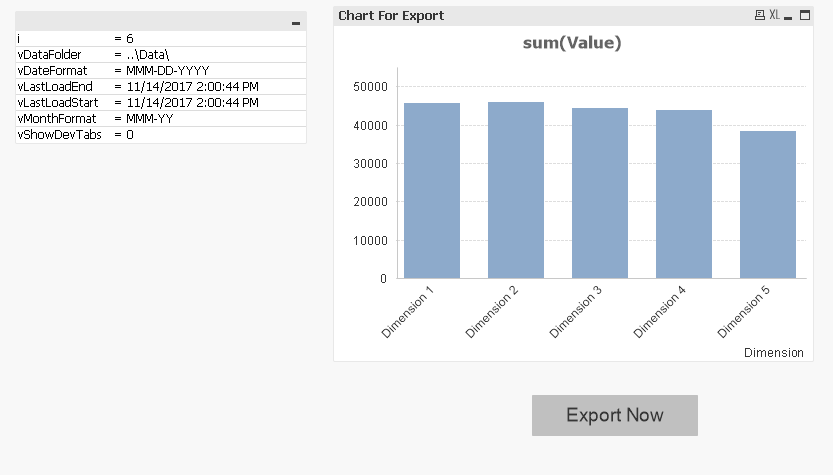 i = 6
vDataFolder = ..\Data\
vDateFormat = MMM-DD-YYYY
vLastLoadEnd = 11/14/2017 2:00:44 PM
vLastLoadStart = 11/14/2017 2:00:44 PM
vMonthFormat = MMM-YY
vShowDevTabs = 0
Chart For Export XL
sum(Value)
50000
40000
30000
20000
10000
0
Dimension 1
Dimension 2
Dimension 3
Dimension 4
Dimension 5
Dimension
Export Now